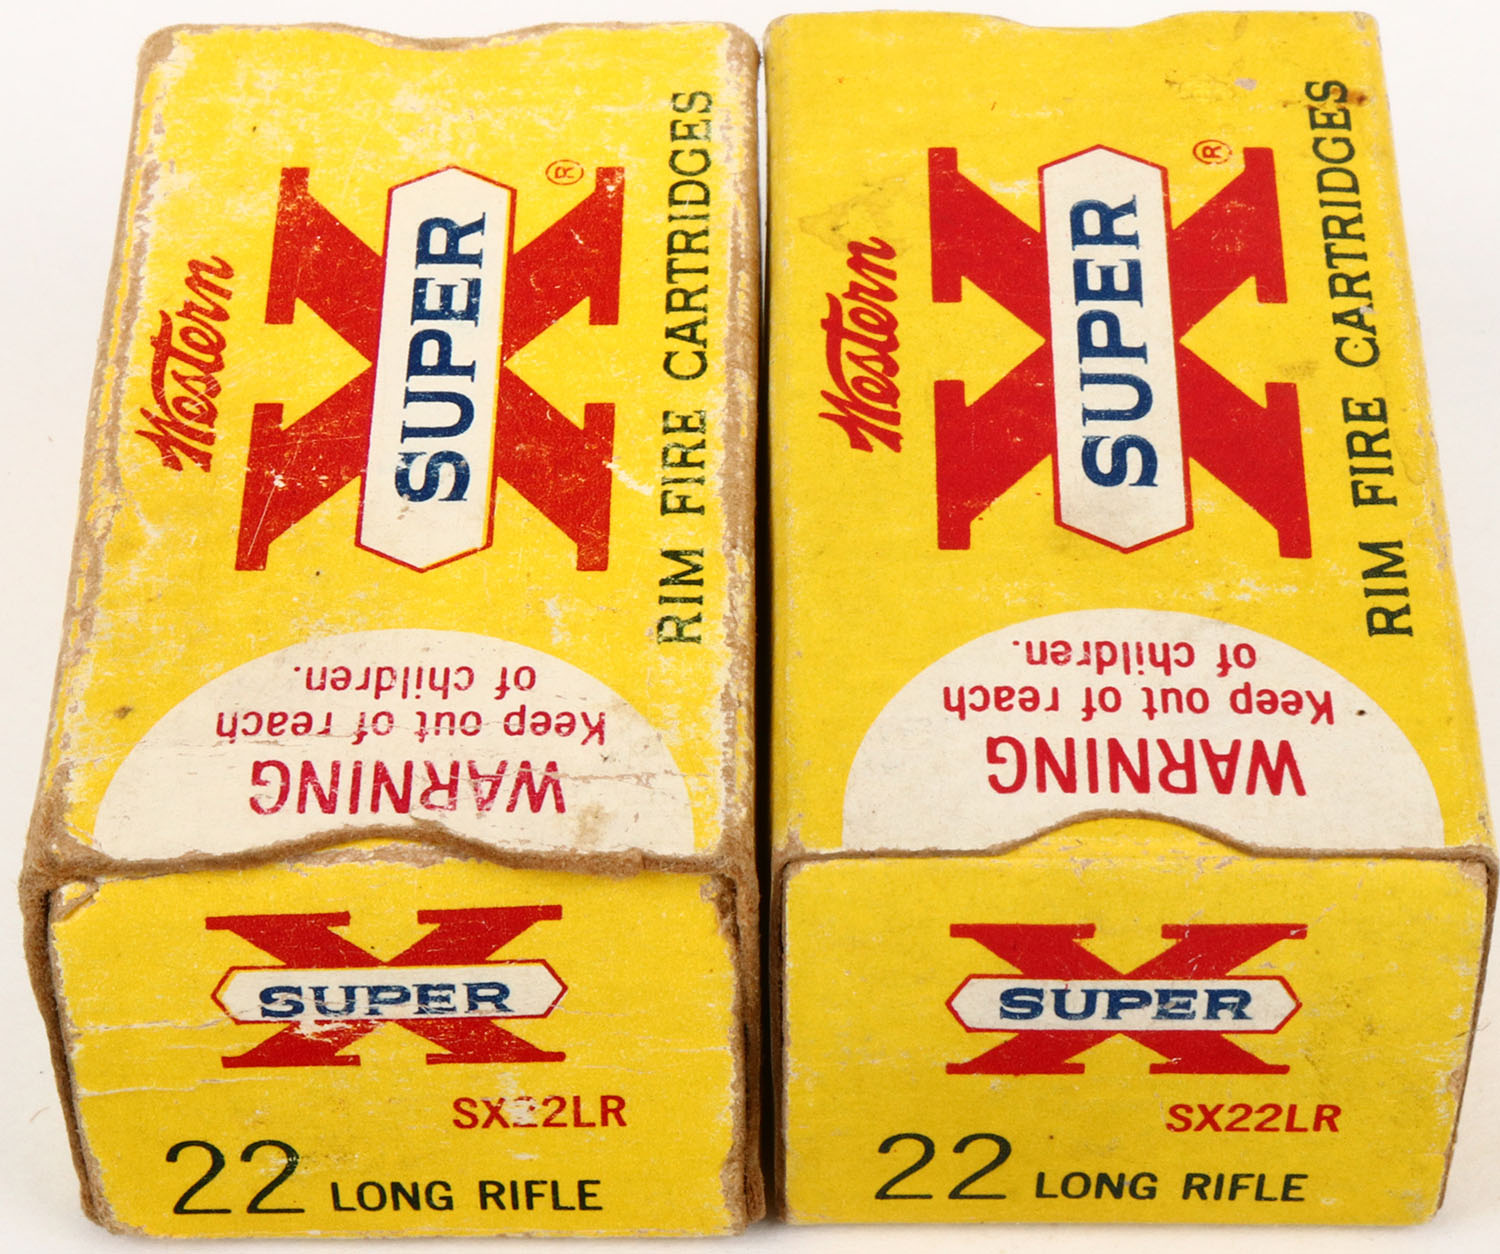 Western
SUPER X ®
RIM FIRE CARTRIDGES
WARNING
Keep out of reach
of children.
SUPER X
SX22LR
22 LONG RIFLE
Western
SUPER X ®
RIM FIRE CARTRIDGES
WARNING
Keep out of reach
of children.
SUPER X
SX22LR
22 LONG RIFLE